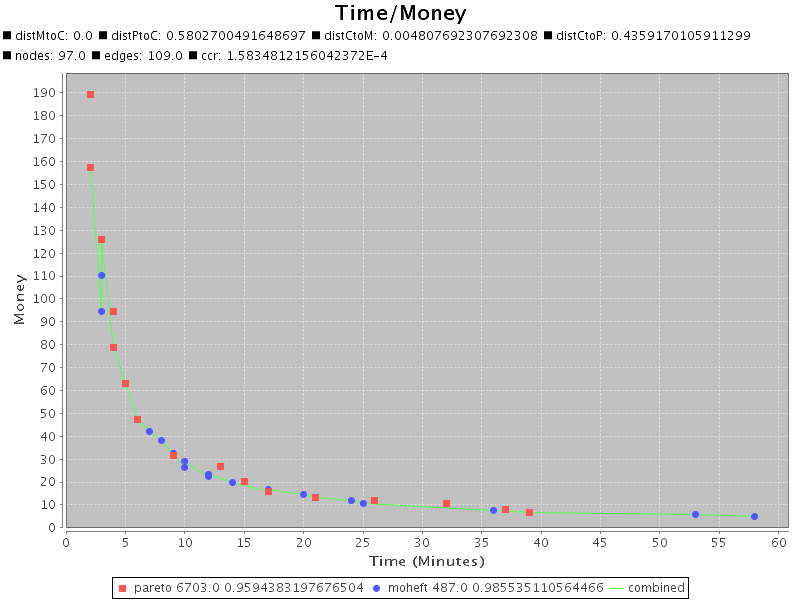 Time/Money
distMtoC: 0.0 distPtoC: 0.5802700491648697 distCtoM: 0.004807692307692308 distCtoP: 0.4359170105911299
nodes: 97.0 edges: 109.0 ccr: 1.5834812156042372E-4
190
180
170
160
150
140
130
120
110
100
90
80
70
60
50
40
30
20
10
0
Money
0 5 10 15 20 25 30 35 40 45 50 55 60
Time (Minutes)
pareto 6703.0 0.9594383197676504 moheft 487.0 0.985535110564466 combined